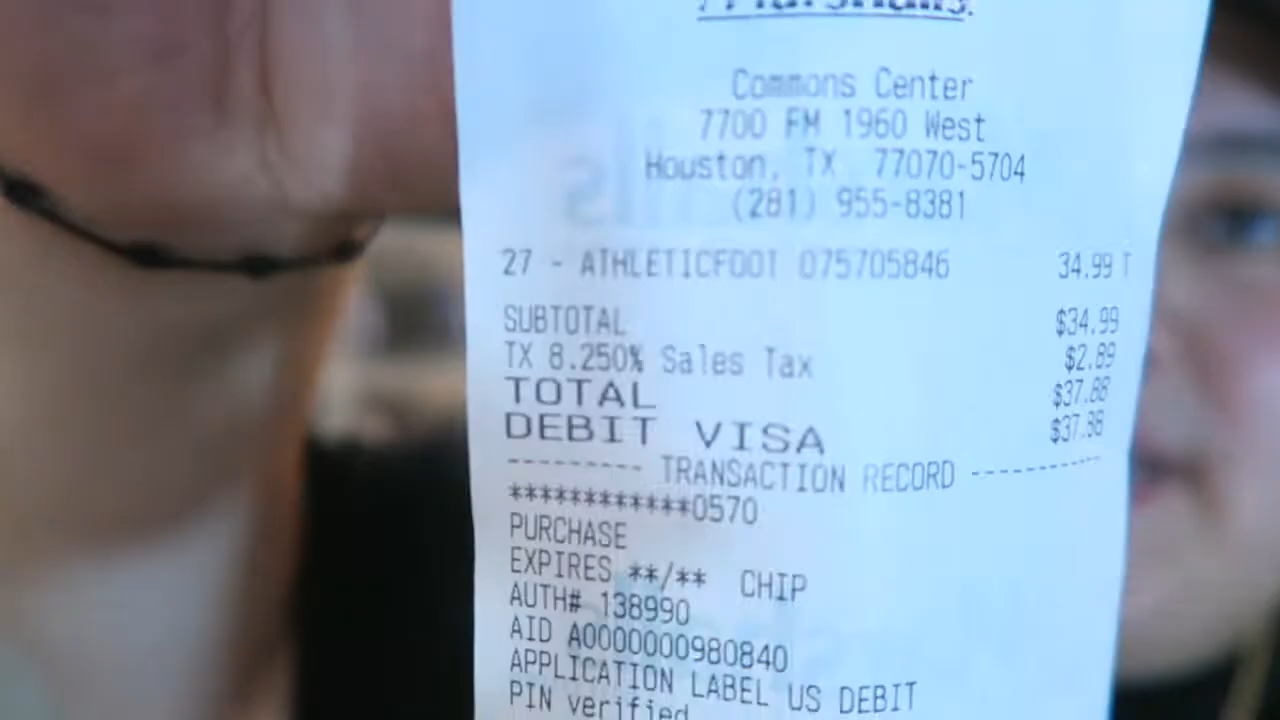 Marshalls.
Commons Center
7700 FM 1960 West
Houston, TX 77070-5704
(281) 955-8381
27 - ATHLETICFOOT 075705846 34.99 T
SUBTOTAL $34.99
TX 8.250% Sales Tax $2.89
TOTAL $37.88
DEBIT VISA $37.88
--------- TRANSACTION RECORD ---------
************0570
PURCHASE
EXPIRES **/** CHIP
AUTH# 138990
AID A0000000980840
APPLICATION LABEL US DEBIT
PIN verified